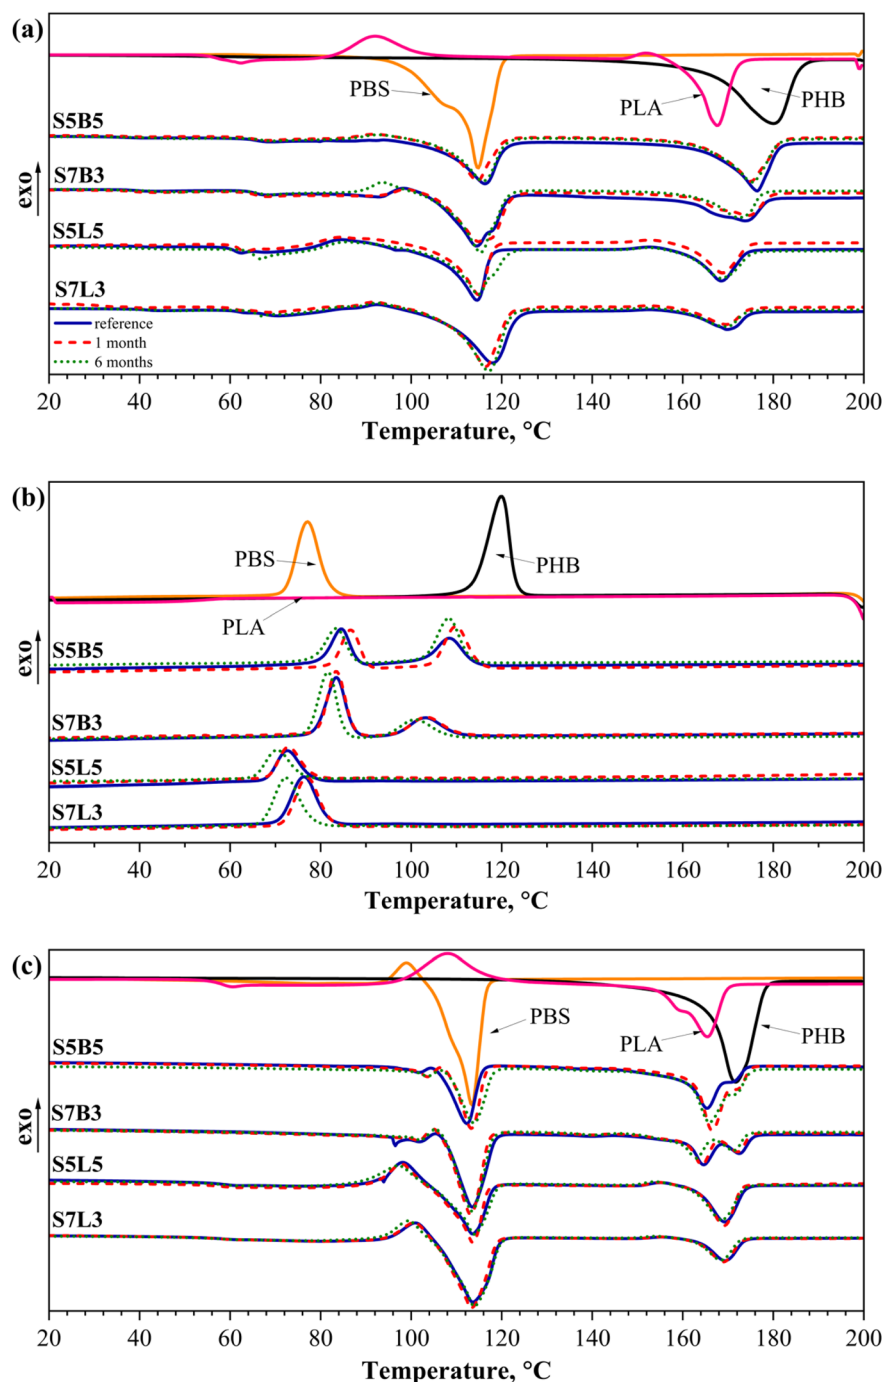 (a)
PBS
PLA
PHB
S5B5
S7B3
S5L5
S7L3
exo
reference
1 month
6 months
20 40 60 80 100 120 140 160 180 200
Temperature, °C
(b)
PBS
PHB
PLA
S5B5
S7B3
S5L5
S7L3
exo
20 40 60 80 100 120 140 160 180 200
Temperature, °C
(c)
PBS
PLA
PHB
S5B5
S7B3
S5L5
S7L3
exo
20 40 60 80 100 120 140 160 180 200
Temperature, °C